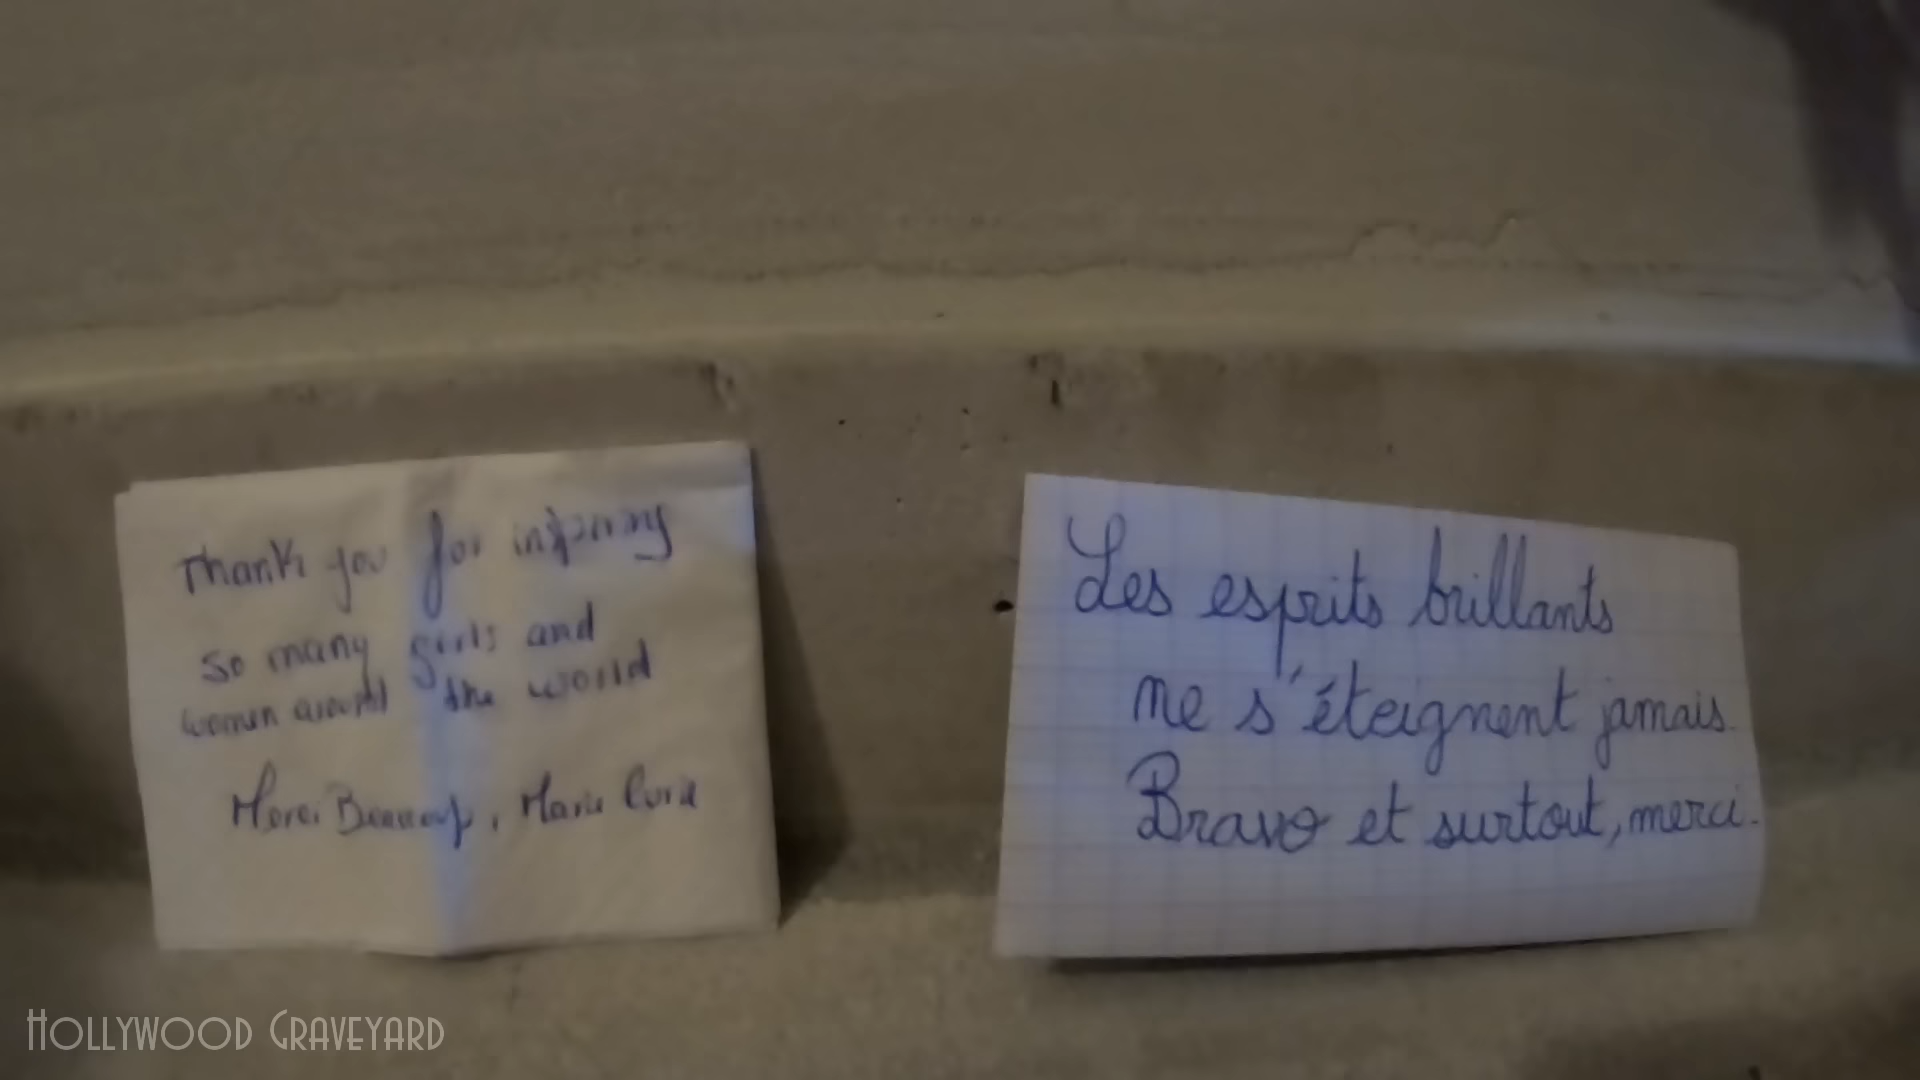 Thank you for inspiring
so many girls and
women around the world
Merci Beaucoup, Marie Curie
Les esprits brillants
ne s'éteignent jamais.
Bravo et surtout, merci.
Hollywood Graveyard